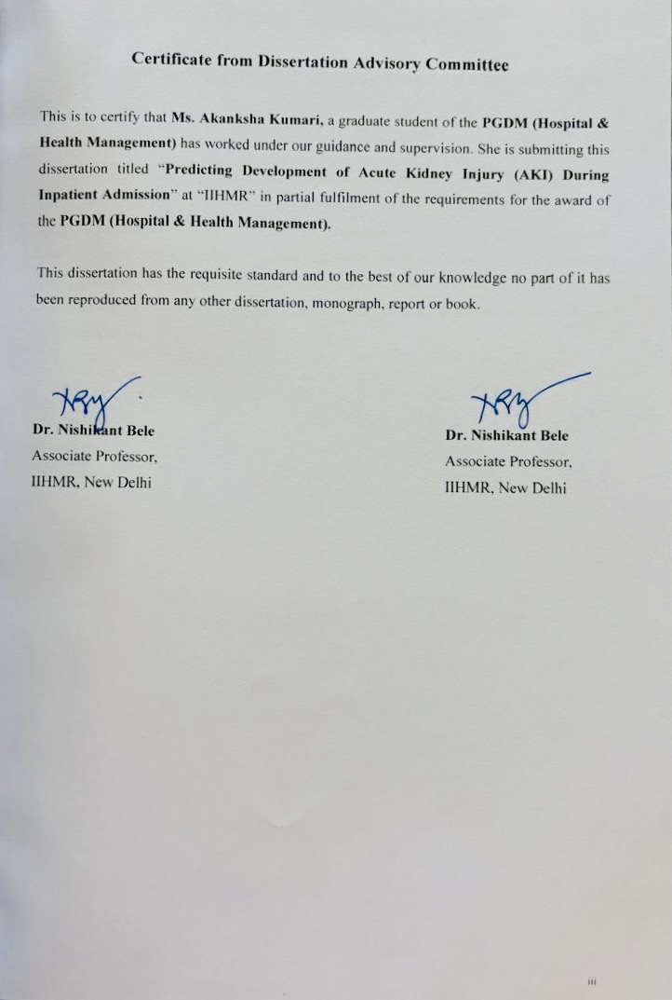 Certificate from Dissertation Advisory Committee
This is to certify that Ms. Akanksha Kumari, a graduate student of the PGDM (Hospital &
Health Management) has worked under our guidance and supervision. She is submitting this
dissertation titled “Predicting Development of Acute Kidney Injury (AKI) During
Inpatient Admission” at “IIHMR” in partial fulfilment of the requirements for the award of
the PGDM (Hospital & Health Management).
This dissertation has the requisite standard and to the best of our knowledge no part of it has
been reproduced from any other dissertation, monograph, report or book.
Dr. Nishikant Bele
Associate Professor,
IIHMR, New Delhi
Dr. Nishikant Bele
Associate Professor,
IIHMR, New Delhi
iii